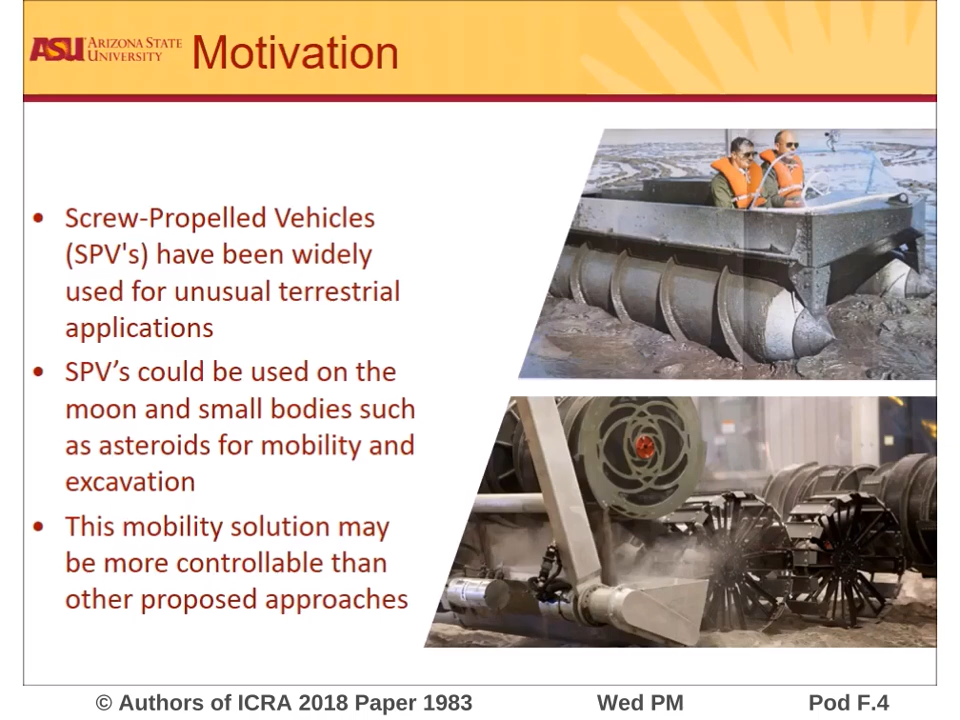 ASU ARIZONA STATE
UNIVERSITY
Motivation
• Screw-Propelled Vehicles
(SPV's) have been widely
used for unusual terrestrial
applications
• SPV’s could be used on the
moon and small bodies such
as asteroids for mobility and
excavation
• This mobility solution may
be more controllable than
other proposed approaches
© Authors of ICRA 2018 Paper 1983 Wed PM Pod F.4